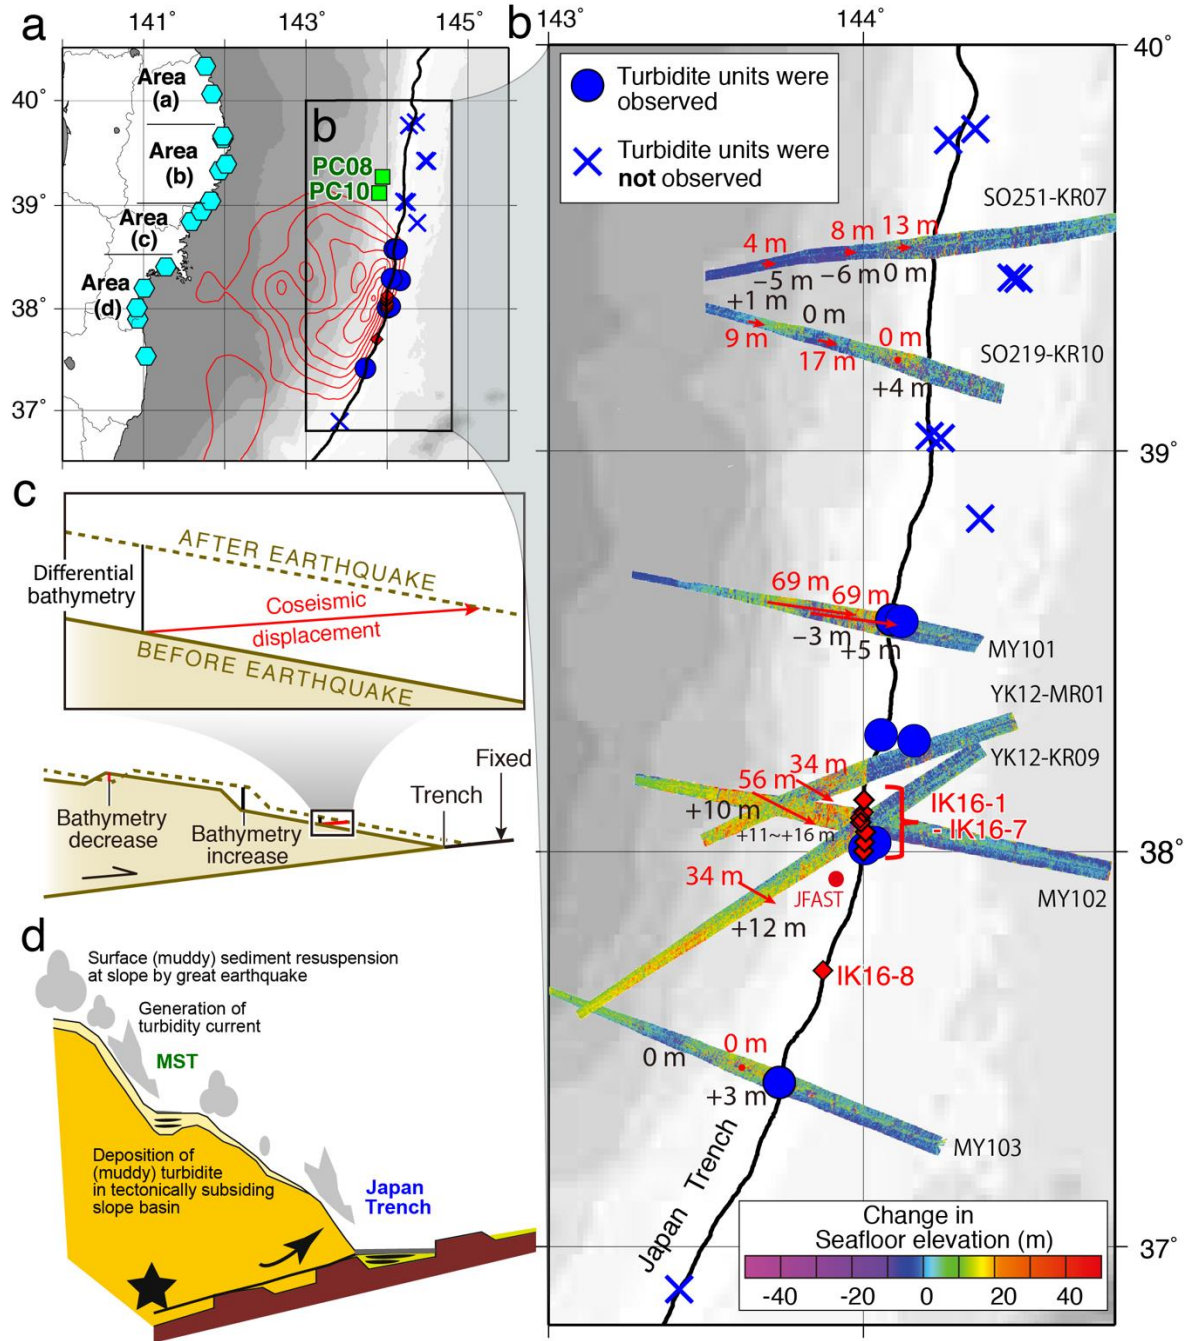 a
141°
143°
145°
40°
39°
38°
37°
Area
(a)
Area
(b)
Area
(c)
Area
(d)
b
PC08
PC10
b
143°
144°
40°
39°
38°
37°
Turbidite units were
observed
Turbidite units were
not observed
SO251-KR07
4 m
8 m
13 m
−5 m
−6 m
0 m
+1 m
0 m
9 m
17 m
0 m
+4 m
SO219-KR10
69 m
69 m
−3 m
+5 m
MY101
YK12-MR01
YK12-KR09
34 m
56 m
+10 m
+11~+16 m
IK16-1
- IK16-7
34 m
JFAST
+12 m
MY102
IK16-8
0 m
0 m
+3 m
MY103
Japan Trench
Change in
Seafloor elevation (m)
-40
-20
0
20
40
c
AFTER EARTHQUAKE
Differential
bathymetry
Coseismic
displacement
BEFORE EARTHQUAKE
Fixed
Trench
Bathymetry
decrease
Bathymetry
increase
d
Surface (muddy) sediment resuspension
at slope by great earthquake
Generation of
turbidity current
MST
Deposition of
(muddy) turbidite
in tectonically subsiding
slope basin
Japan
Trench